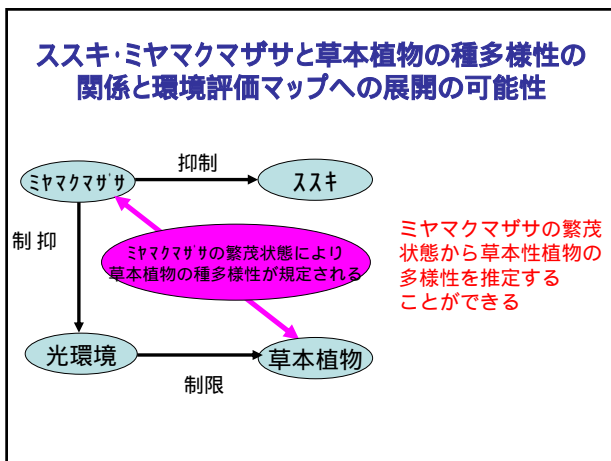 ススキ・ミヤマクマザサと草本植物の種多様性の
関係と環境評価マップへの展開の可能性
抑制
ﾐﾔﾏｸﾏｻﾞｻ
ススキ
制 抑
ﾐﾔﾏｸﾏｻﾞｻの繁茂状態により
草本植物の種多様性が規定される
ミヤマクマザサの繁茂
状態から草本性植物の
多様性を推定する
ことができる
光環境
草本植物
制限